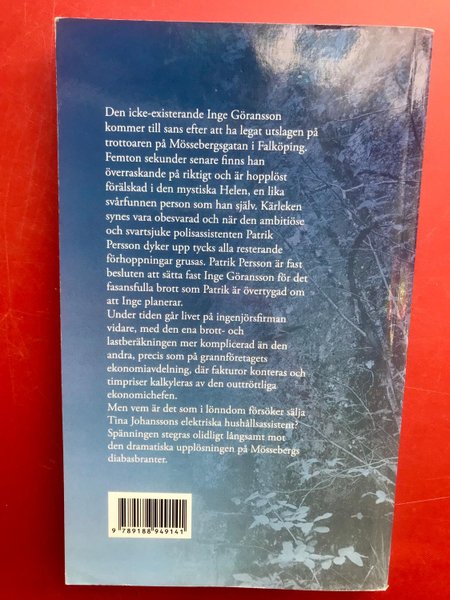 Den icke-existerande Inge Göransson
kommer till sans efter att ha legat utslagen på
trottoaren på Mössebergsgatan i Falköping.
Femton sekunder senare finns han
överraskande på riktigt och är hopplöst
förälskad i den mystiska Helen, en lika
svårfunnen person som han själv. Kärleken
synes vara obesvarad och när den ambitiöse
och svartsjuke polisassistenten Patrik
Persson dyker upp tycks alla resterande
förhoppningar grusas. Patrik Persson är fast
besluten att sätta fast Inge Göransson för det
fasansfulla brott som Patrik är övertygad om
att Inge planerar.
Under tiden går livet på ingenjörsfirman
vidare, med den ena brott- och
lastberäkningen mer komplicerad än den
andra, precis som på grannföretagets
ekonomiavdelning, där fakturor konteras och
timpriser kalkyleras av den outtröttliga
ekonomichefen.
Men vem är det som i lönndom försöker sälja
Tina Johanssons elektriska hushållsassistent?
Spänningen stegras olidligt långsamt mot
den dramatiska upplösningen på Mössebergs
diabasbranter.
9 789188 949141